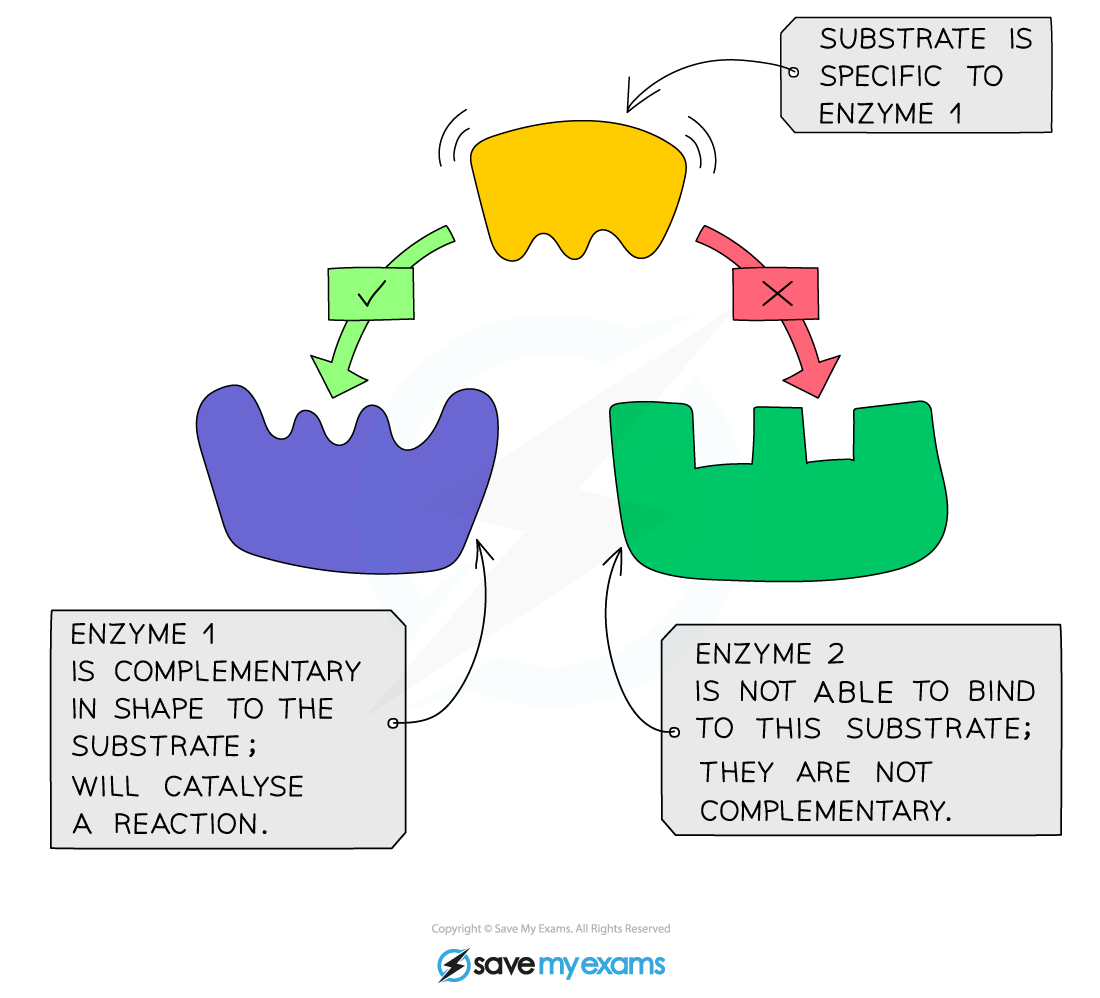 SUBSTRATE IS
SPECIFIC TO
ENZYME 1
ENZYME 1
IS COMPLEMENTARY
IN SHAPE TO THE
SUBSTRATE;
WILL CATALYSE
A REACTION.
ENZYME 2
IS NOT ABLE TO BIND
TO THIS SUBSTRATE;
THEY ARE NOT
COMPLEMENTARY.
Copyright © Save My Exams. All Rights Reserved
save my exams